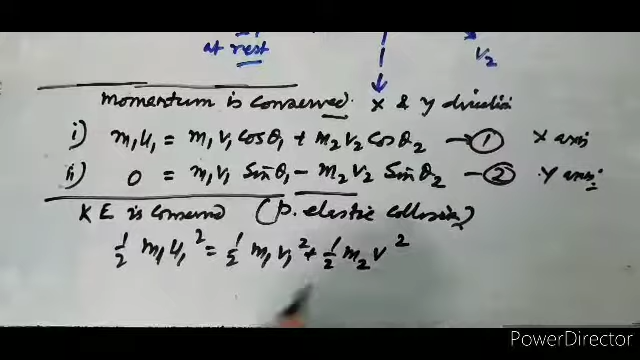 at rest
V2
Momentum is conserved. X & Y direction
i) m1u1 = m1v1 cosθ1 + m2v2 cosθ2 — ① X axis
ii) 0 = m1v1 Sinθ1 − m2v2 Sinθ2 — ② Y axis
KE is conserved (P. elastic collision)
½ m1u1² = ½ m1v1² + ½ m2v²
PowerDirector